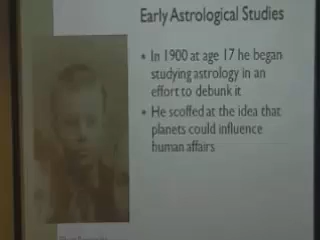 Early Astrological Studies
• In 1900 at age 17 he began
studying astrology in an
effort to debunk it
• He scoffed at the idea that
planets could influence
human affairs